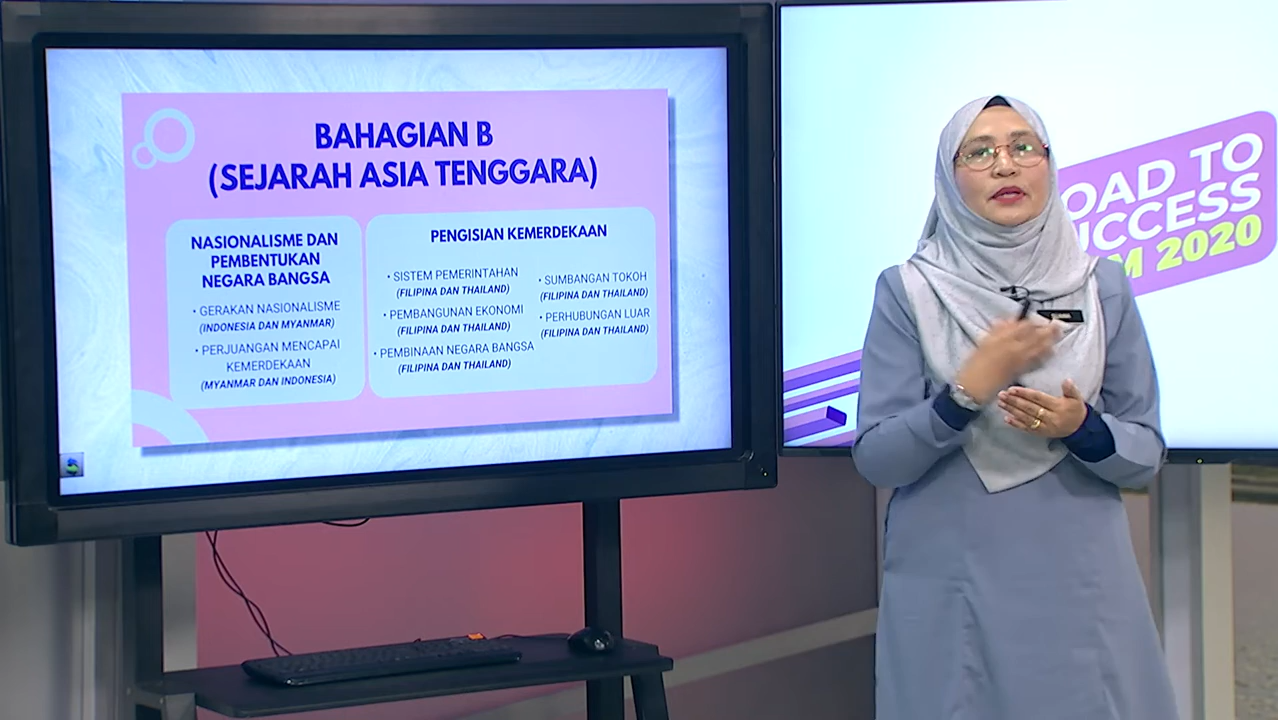 BAHAGIAN B
(SEJARAH ASIA TENGGARA)
NASIONALISME DAN
PEMBENTUKAN
NEGARA BANGSA
• GERAKAN NASIONALISME
(INDONESIA DAN MYANMAR)
• PERJUANGAN MENCAPAI
KEMERDEKAAN
(MYANMAR DAN INDONESIA)
PENGISIAN KEMERDEKAAN
• SISTEM PEMERINTAHAN
(FILIPINA DAN THAILAND)
• PEMBANGUNAN EKONOMI
(FILIPINA DAN THAILAND)
• PEMBINAAN NEGARA BANGSA
(FILIPINA DAN THAILAND)
• SUMBANGAN TOKOH
(FILIPINA DAN THAILAND)
• PERHUBUNGAN LUAR
(FILIPINA DAN THAILAND)
OAD TO
UCCESS
M 2020